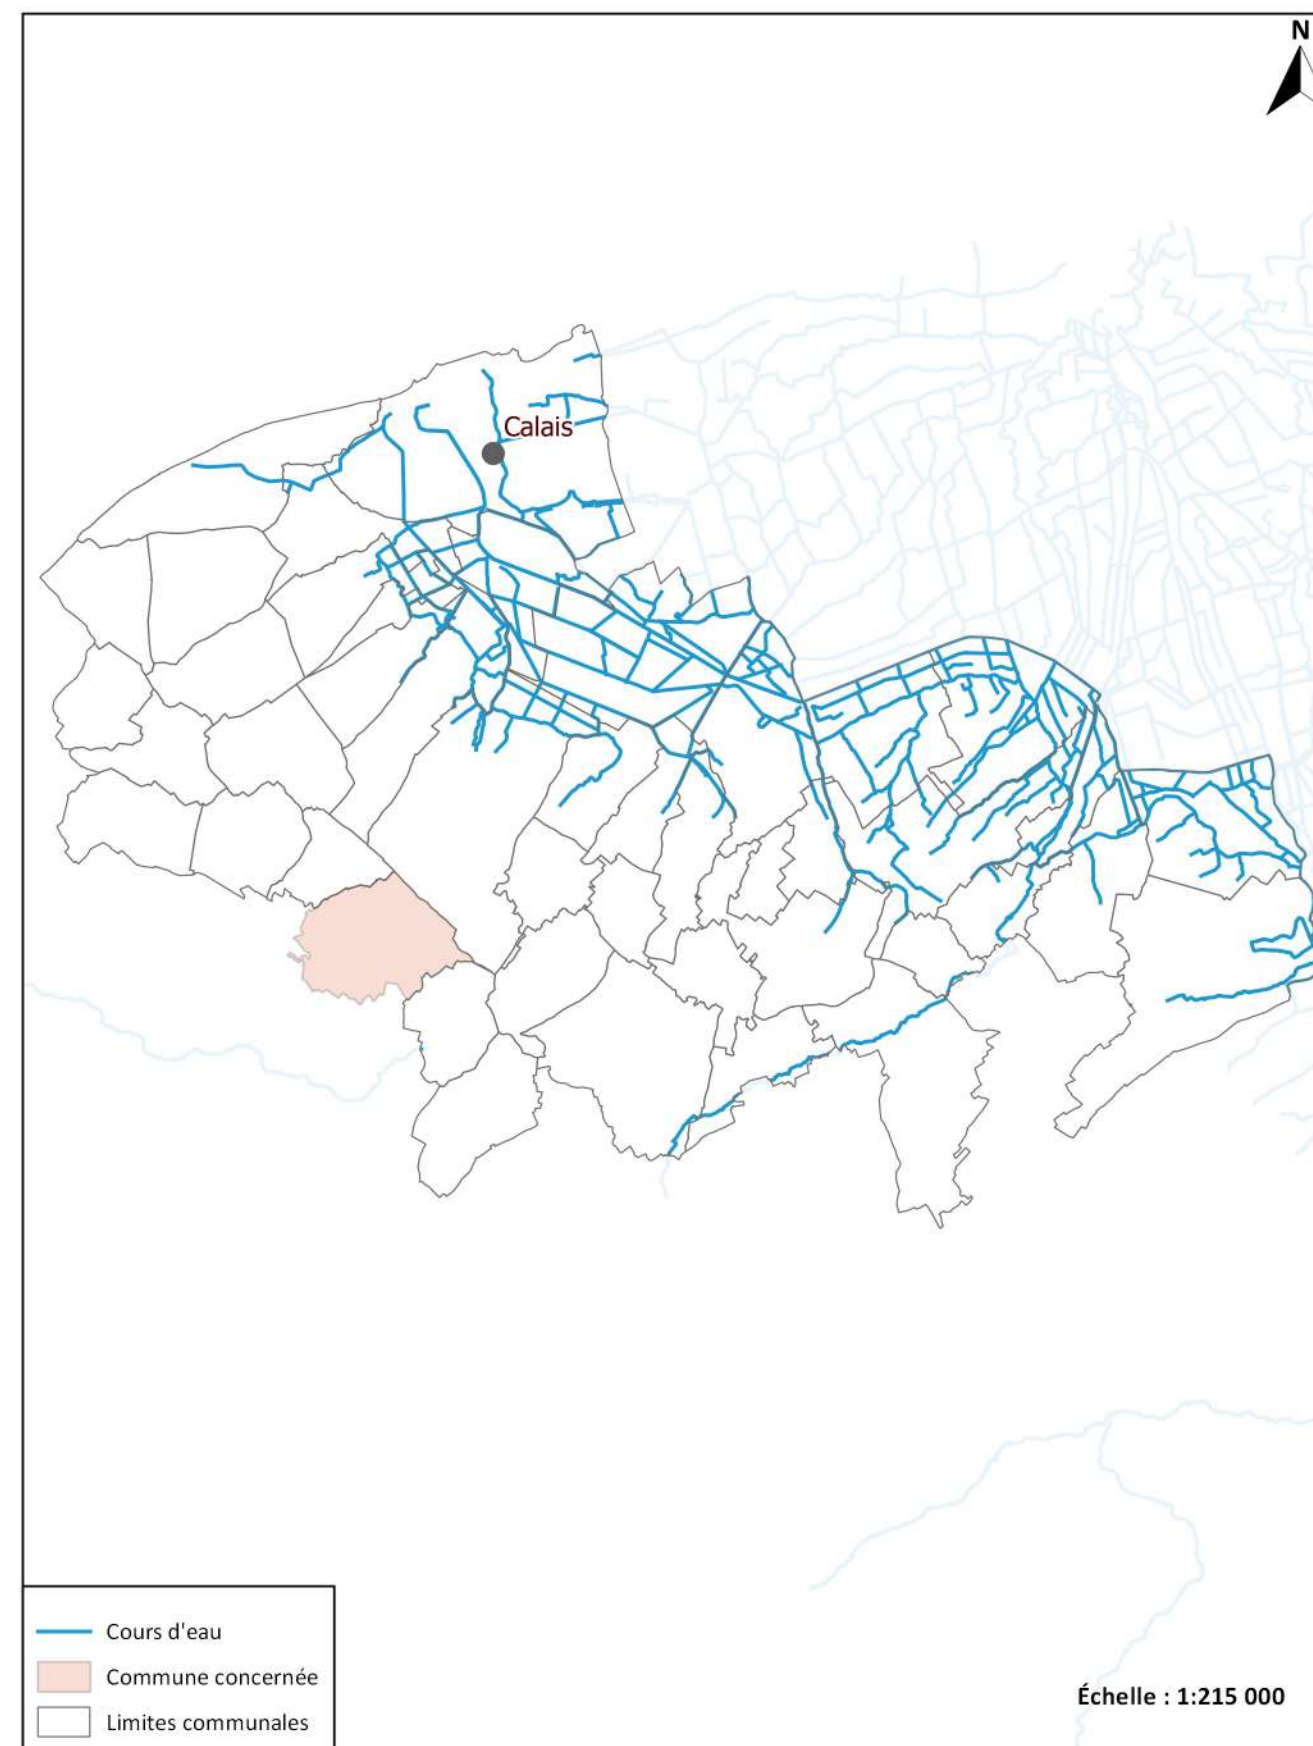 N
Calais
Cours d'eau
Commune concernée
Limites communales
Échelle : 1:215 000